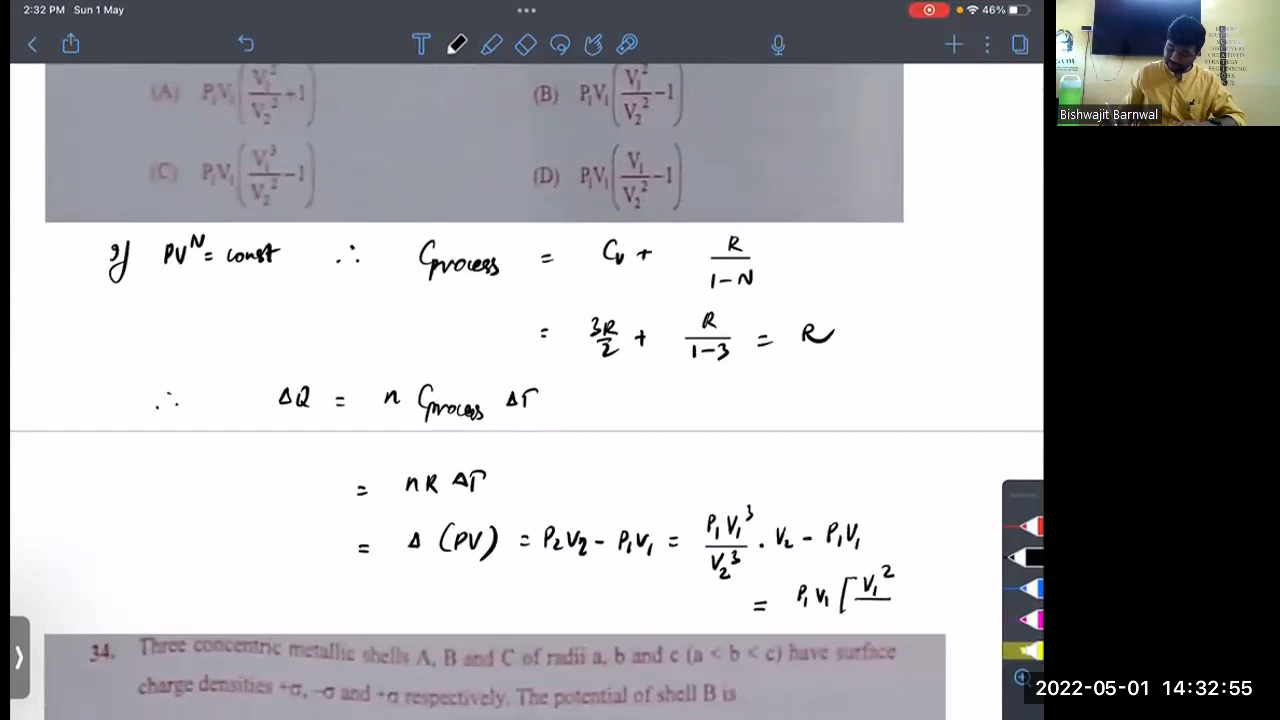 2:32 PM Sun 1 May
46%
(A) P₁V₁(V₁²/V₂² +1) (B) P₁V₁(V₁²/V₂² −1)
(C) P₁V₁(V₁³/V₂² −1) (D) P₁V₁(V₁/V₂² −1)
If PV^N = const ∴ Cprocess = Cv + R/(1−N)
= 3R/2 + R/(1−3) = R
∴ ΔQ = n Cprocess ΔT
= nR ΔT
= Δ (PV) = P₂V₂ − P₁V₁ = P₁V₁³/V₂³ . V₂ − P₁V₁
= P₁V₁ [V₁²
34. Three concentric metallic shells A, B and C of radii a, b and c (a < b < c) have surface
charge densities +σ, −σ and +σ respectively. The potential of shell B is
Bishwajit Barnwal
2022-05-01 14:32:55